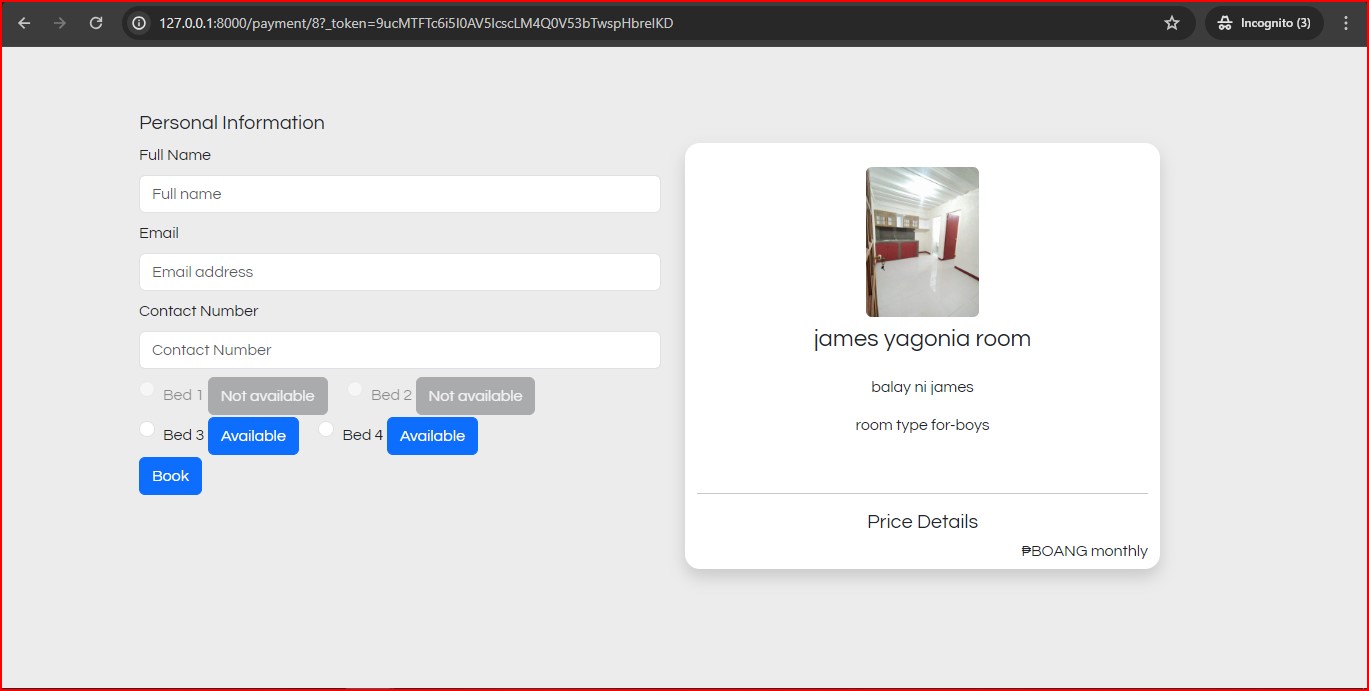 127.0.0.1:8000/payment/8?_token=9ucMTFTc6i5I0AV5IcscLM4Q0V53bTwspHbreIKD
Incognito (3)
Personal Information
Full Name
Full name
Email
Email address
Contact Number
Contact Number
Bed 1 Not available Bed 2 Not available
Bed 3 Available Bed 4 Available
Book
james yagonia room
balay ni james
room type for-boys
Price Details
₱BOANG monthly